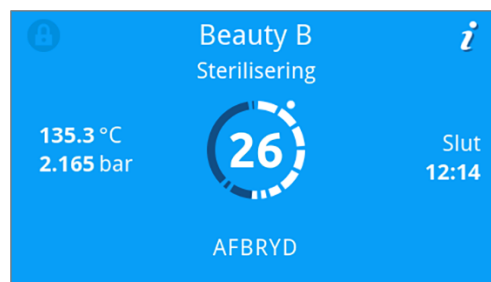 Beauty B
Sterilisering
135.3 °C
2.165 bar
26
Slut
12:14
AFBRYD